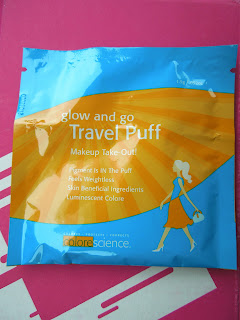 glow and go
Travel Puff
Makeup Take-Out!
Pigment Is IN The Puff
Feels Weightless
Skin Beneficial Ingredients
Luminescent Colore
colorescience.